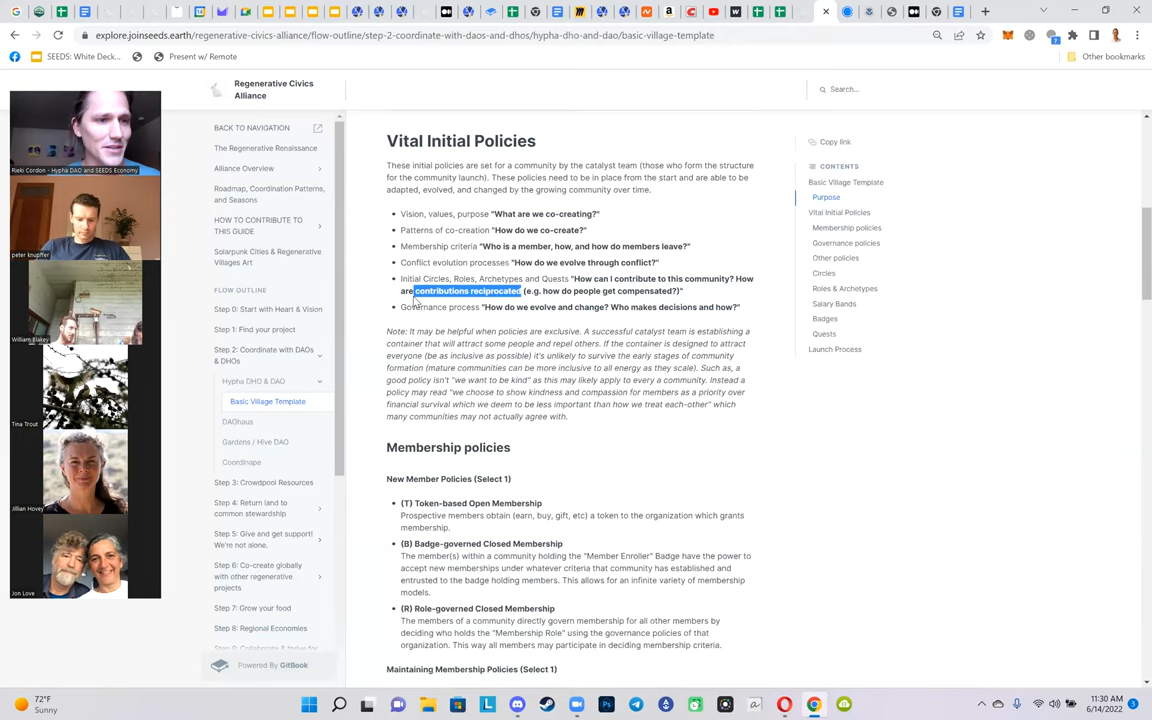 explore.joinseeds.earth/regenerative-civics-alliance/flow-outline/step-2-coordinate-with-daos-and-dhos/hypha-dho-and-dao/basic-village-template
SEEDS: White Deck...
Present w/ Remote
Other bookmarks
Regenerative Civics
Alliance
Search...
Rieki Cordon - Hypha DAO and SEEDS Economy
peter knupffer
William Blakey
Tina Trout
Jillian Hovey
Jon Love
BACK TO NAVIGATION
The Regenerative Renaissance
Alliance Overview
Roadmap, Coordination Patterns,
and Seasons
HOW TO CONTRIBUTE TO
THIS GUIDE
Solarpunk Cities & Regenerative
Villages Art
FLOW OUTLINE
Step 0: Start with Heart & Vision
Step 1: Find your project
Step 2: Coordinate with DAOs
& DHOs
Hypha DHO & DAO
Basic Village Template
DAOhaus
Gardens / Hive DAO
Coordinape
Step 3: Crowdpool Resources
Step 4: Return land to
common stewardship
Step 5: Give and get support!
We're not alone.
Step 6: Co-create globally
with other regenerative
projects
Step 7: Grow your food
Step 8: Regional Economies
Powered By GitBook
Vital Initial Policies
These initial policies are set for a community by the catalyst team (those who form the structure
for the community launch). These policies need to be in place from the start and are able to be
adapted, evolved, and changed by the growing community over time.
• Vision, values, purpose "What are we co-creating?"
• Patterns of co-creation "How do we co-create?"
• Membership criteria "Who is a member, how, and how do members leave?"
• Conflict evolution processes "How do we evolve through conflict?"
• Initial Circles, Roles, Archetypes and Quests "How can I contribute to this community? How
are contributions reciprocated (e.g. how do people get compensated?)"
• Governance process "How do we evolve and change? Who makes decisions and how?"
Note: It may be helpful when policies are exclusive. A successful catalyst team is establishing a
container that will attract some people and repel others. If the container is designed to attract
everyone (be as inclusive as possible) it's unlikely to survive the early stages of community
formation (mature communities can be more inclusive to all energy as they scale). Such as, a
good policy isn't "we want to be kind" as this may likely apply to every a community. Instead a
policy may read "we choose to show kindness and compassion for members as a priority over
financial survival which we deem to be less important than how we treat each-other" which
many communities may not actually agree with.
Membership policies
New Member Policies (Select 1)
• (T) Token-based Open Membership
Prospective members obtain (earn, buy, gift, etc) a token to the organization which grants
membership.
• (B) Badge-governed Closed Membership
The member(s) within a community holding the "Member Enroller" Badge have the power to
accept new memberships under whatever criteria that community has established and
entrusted to the badge holding members. This allows for an infinite variety of membership
models.
• (R) Role-governed Closed Membership
The members of a community directly govern membership for all other members by
deciding who holds the "Membership Role" using the governance policies of that
organization. This way all members may participate in deciding membership criteria.
Maintaining Membership Policies (Select 1)
Copy link
CONTENTS
Basic Village Template
Purpose
Vital Initial Policies
Membership policies
Governance policies
Other policies
Circles
Roles & Archetypes
Salary Bands
Badges
Quests
Launch Process
72°F
Sunny
11:30 AM
6/14/2022